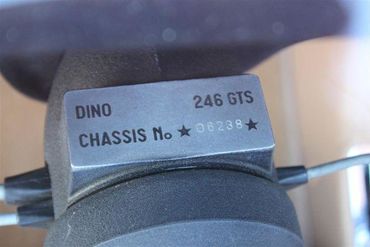 DINO 246 GTS
CHASSIS No ★ 06238 ★